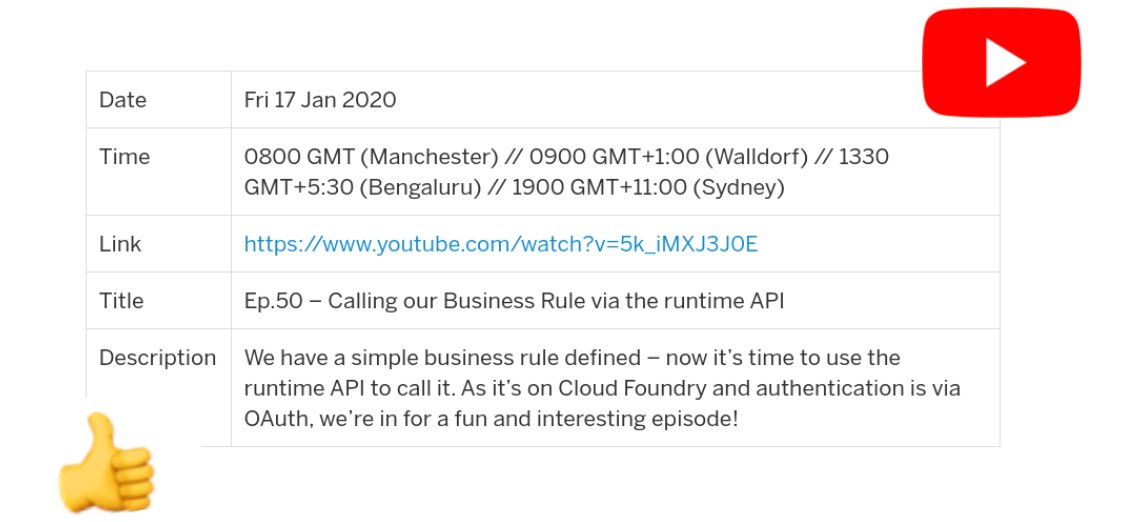 Date Fri 17 Jan 2020
Time 0800 GMT (Manchester) // 0900 GMT+1:00 (Walldorf) // 1330
GMT+5:30 (Bengaluru) // 1900 GMT+11:00 (Sydney)
Link https://www.youtube.com/watch?v=5k_iMXJ3J0E
Title Ep.50 – Calling our Business Rule via the runtime API
Description We have a simple business rule defined – now it’s time to use the
runtime API to call it. As it’s on Cloud Foundry and authentication is via
OAuth, we’re in for a fun and interesting episode!